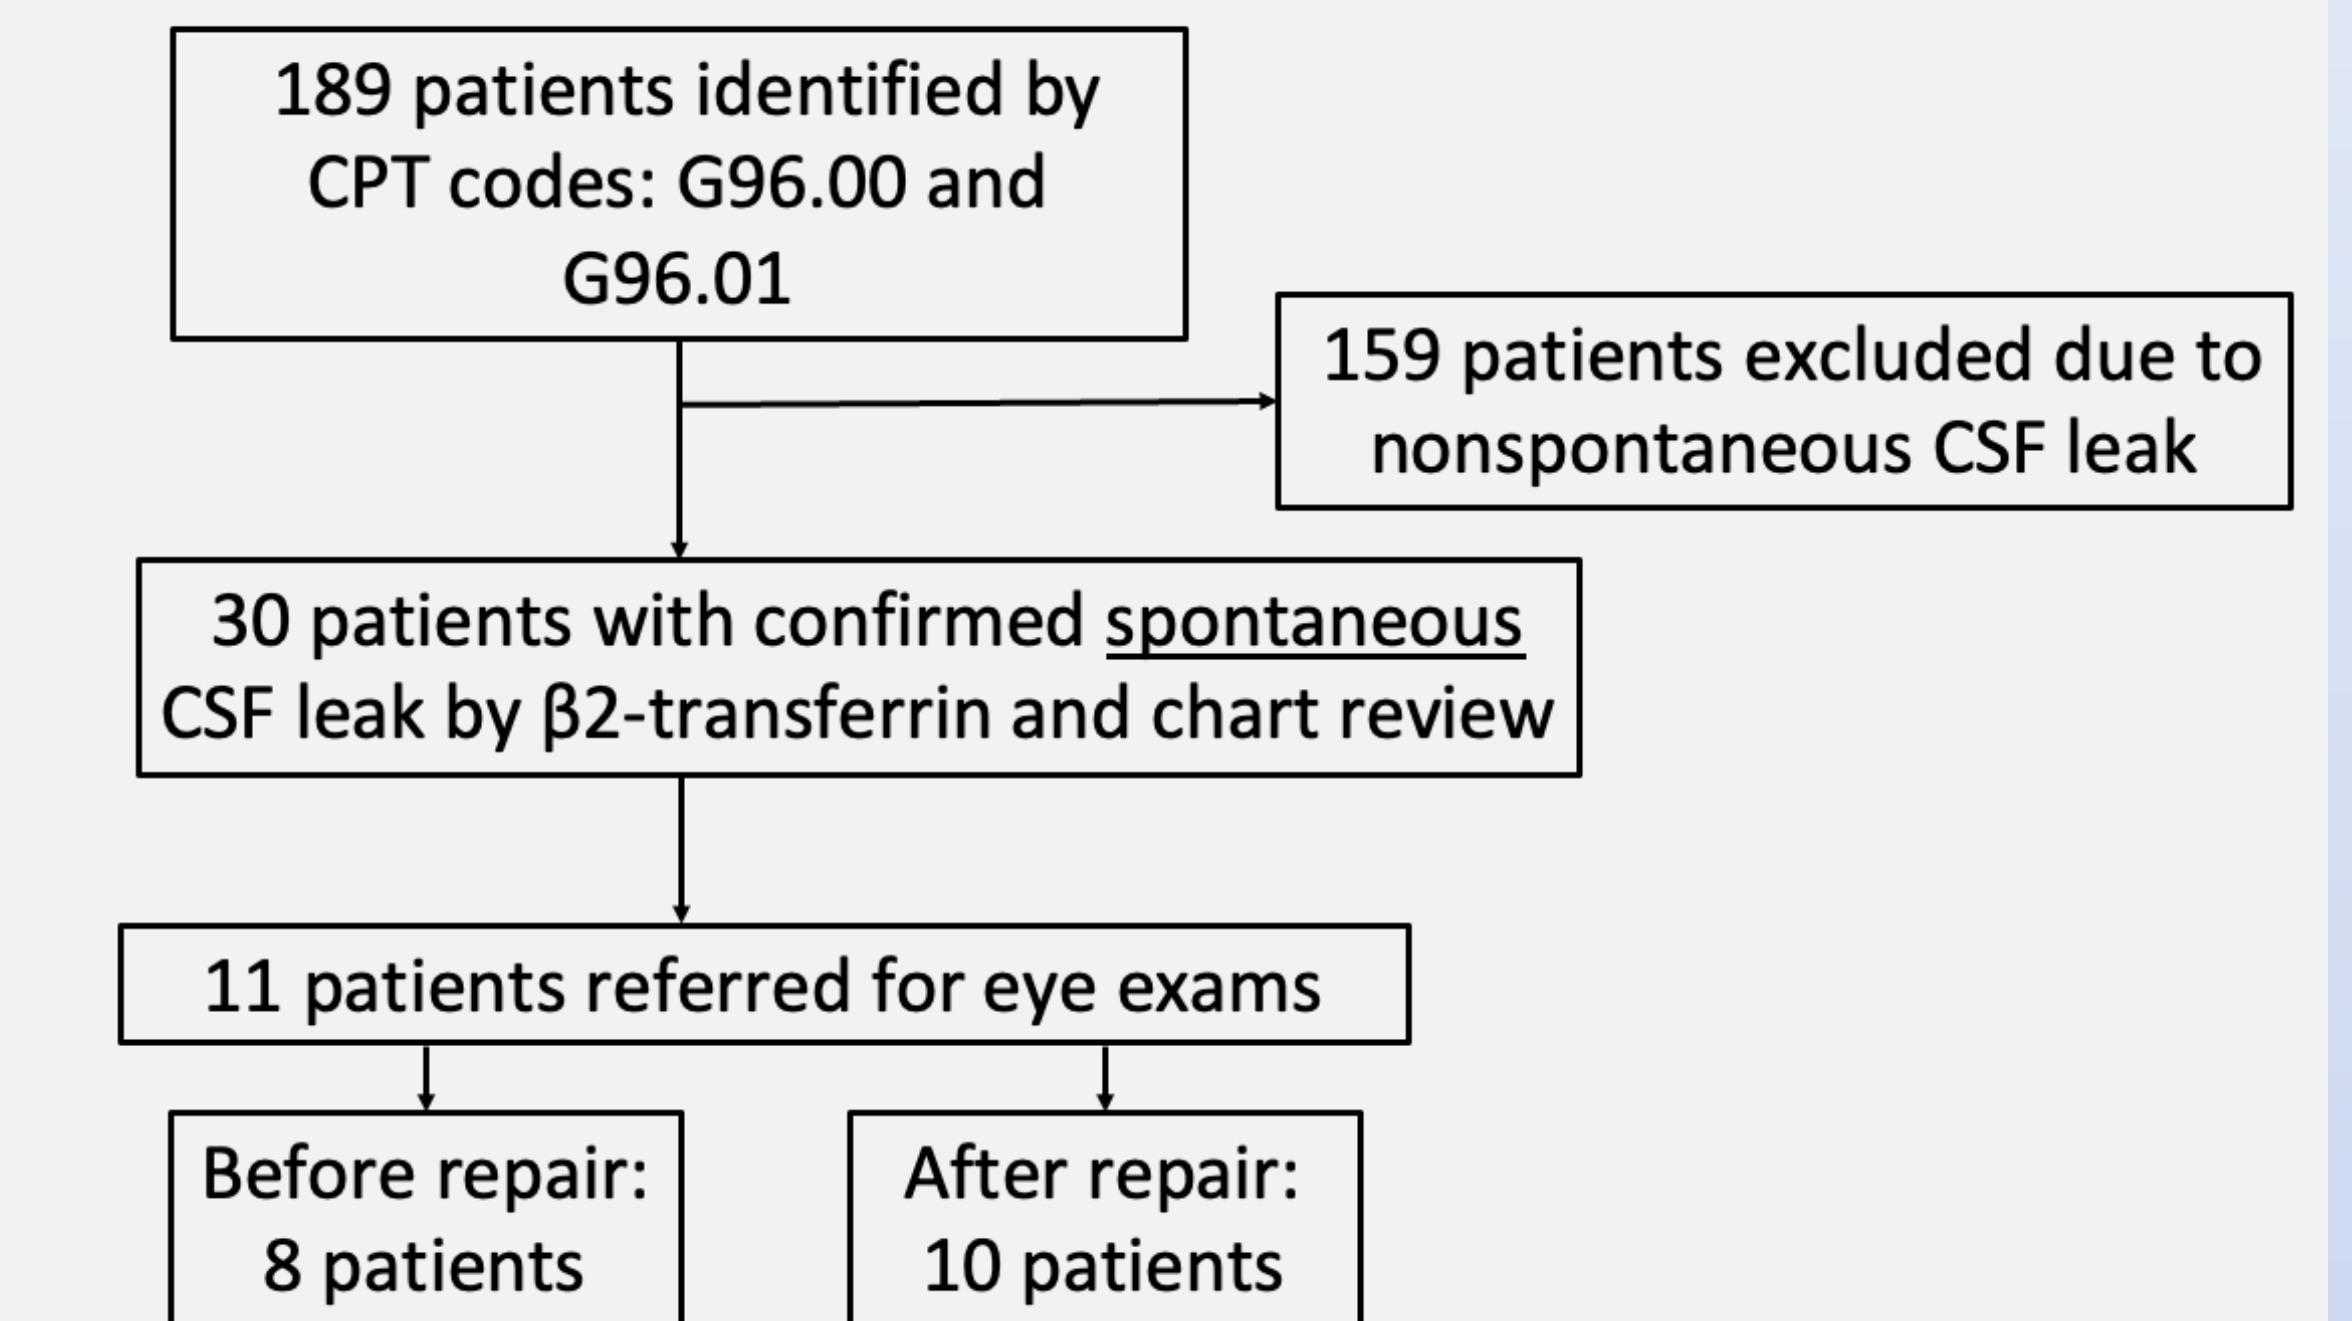 189 patients identified by
CPT codes: G96.00 and
G96.01
159 patients excluded due to
nonspontaneous CSF leak
30 patients with confirmed spontaneous
CSF leak by β2-transferrin and chart review
11 patients referred for eye exams
Before repair:
8 patients
After repair:
10 patients